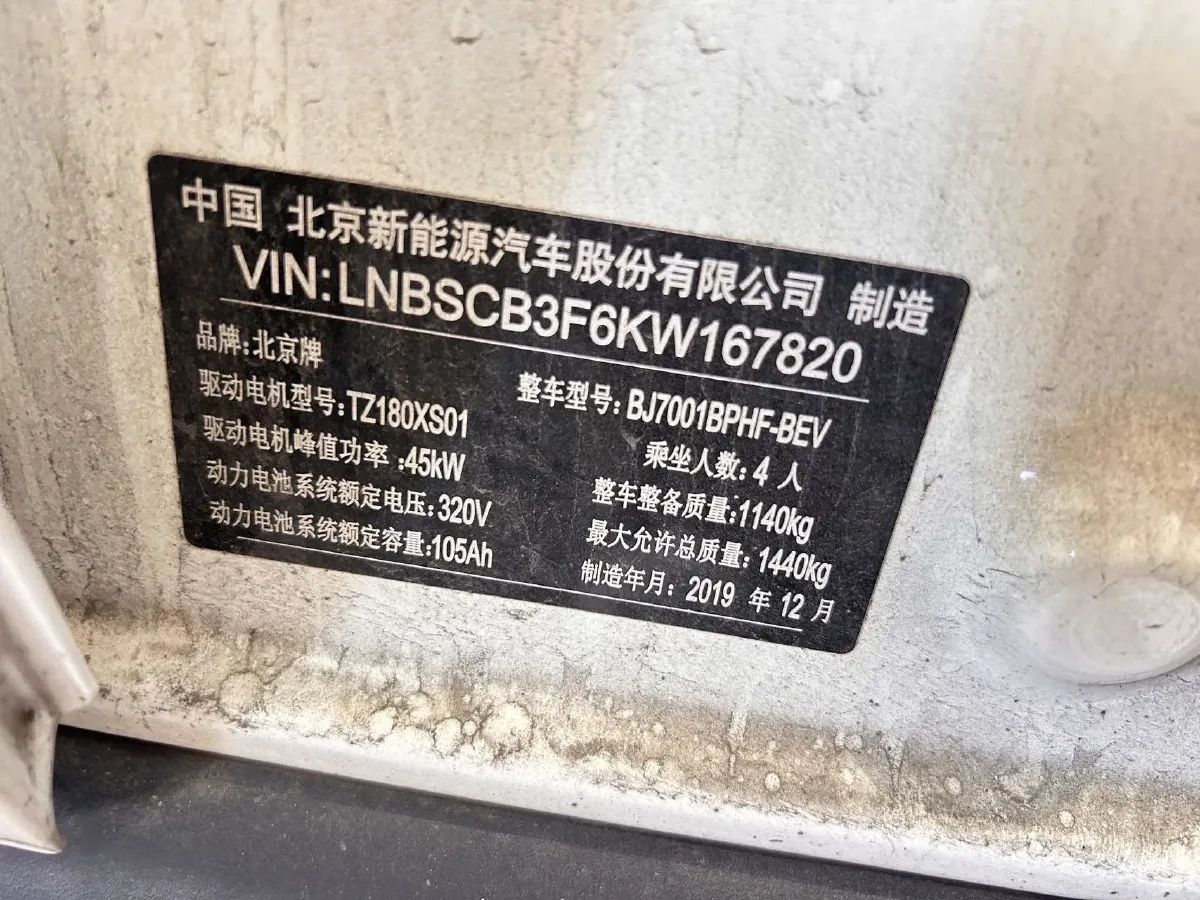 中国 北京新能源汽车股份有限公司 制造
VIN:LNBSCB3F6KW167820
品牌:北京牌
整车型号:BJ7001BPHF-BEV
驱动电机型号:TZ180XS01
乘坐人数:4 人
驱动电机峰值功率 :45kW
整车整备质量:1140kg
动力电池系统额定电压:320V
最大允许总质量:1440kg
动力电池系统额定容量:105Ah
制造年月: 2019 年 12 月